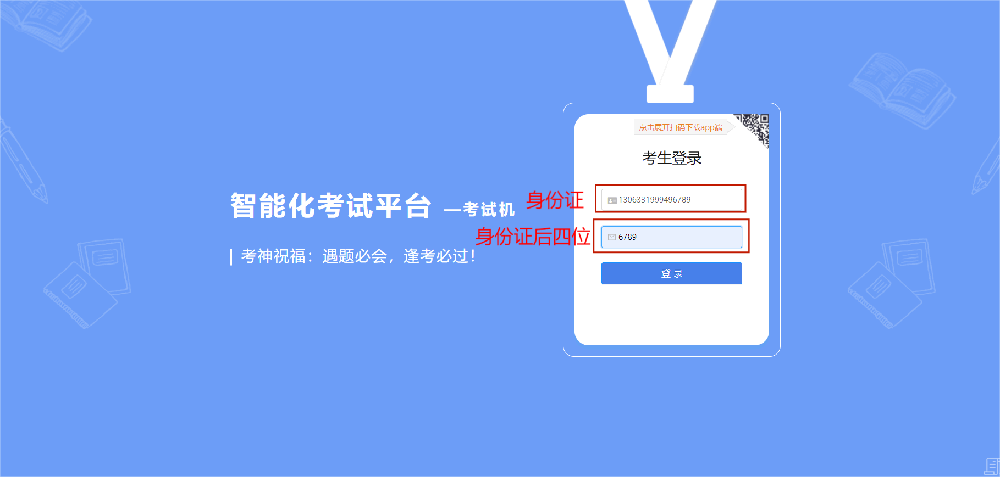 点击展开扫码下载app端
考生登录
智能化考试平台 —考试机
身份证
1306331999496789
身份证后四位
6789
考神祝福：遇题必会，逢考必过！
登 录